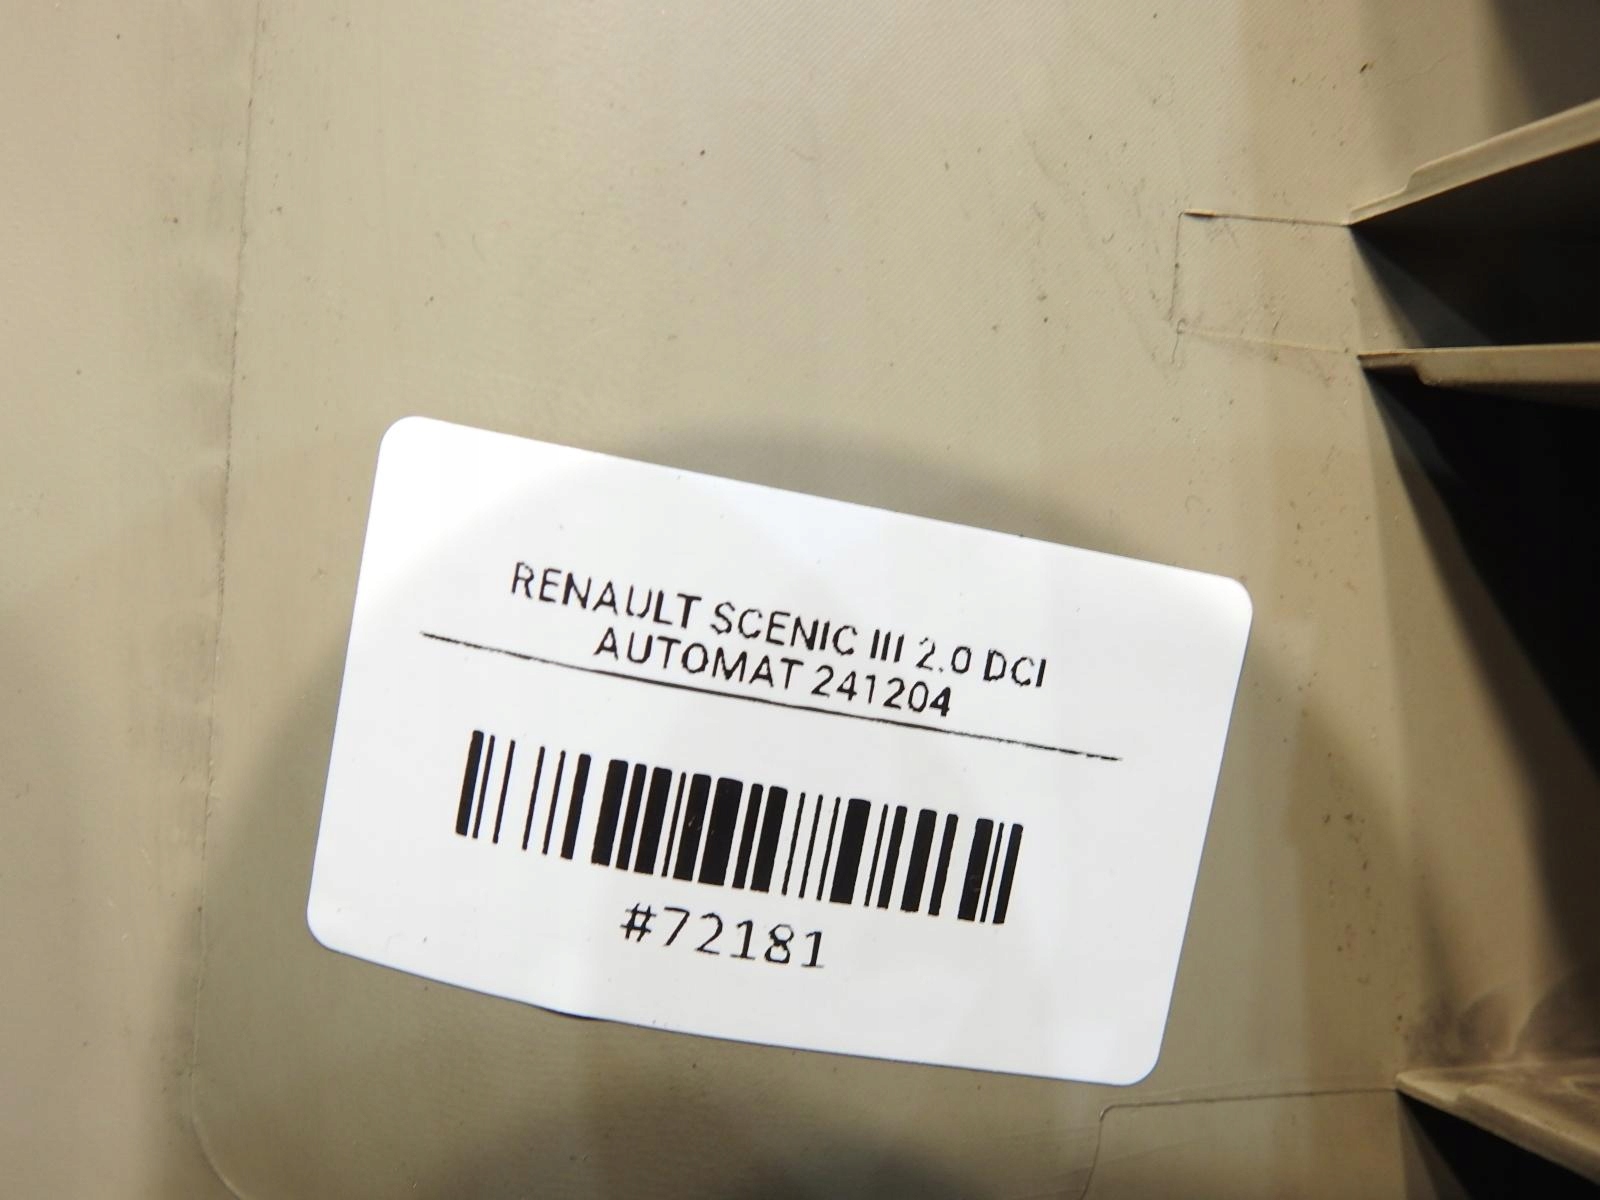 RENAULT SCENIC III 2.0 DCI
AUTOMAT 241204
#72181